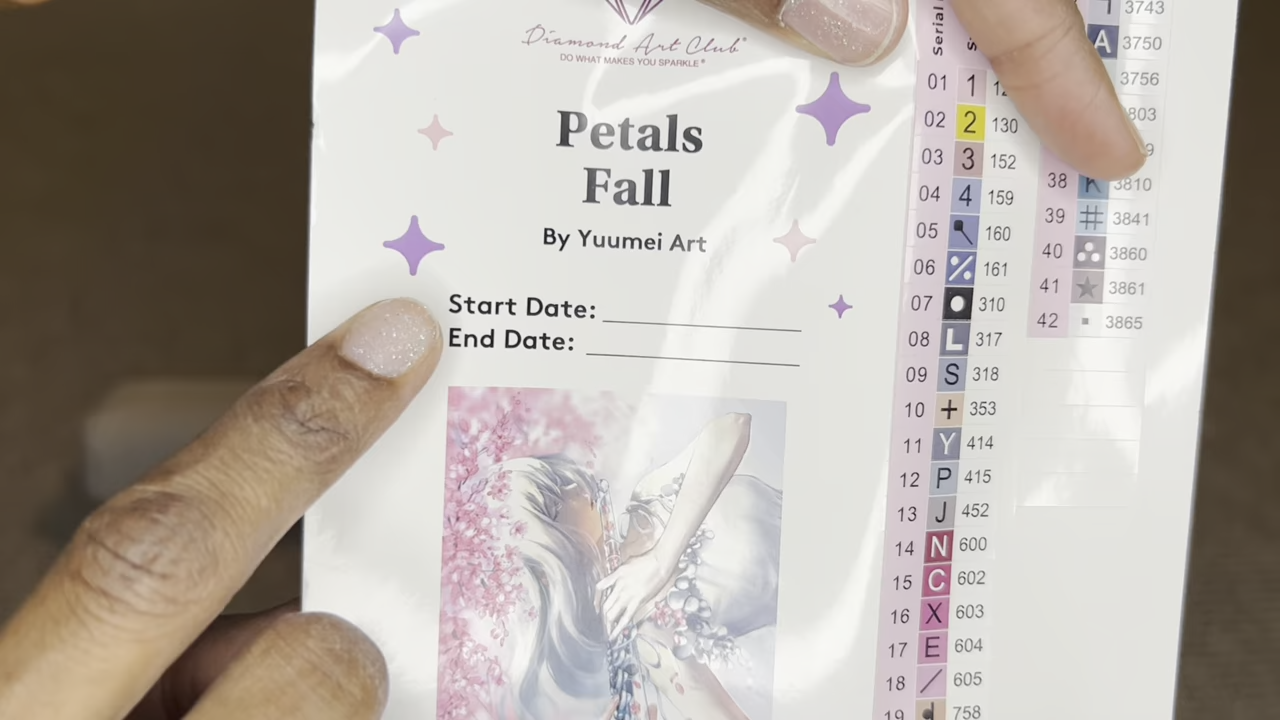 Diamond Art Club®
DO WHAT MAKES YOU SPARKLE®
Petals
Fall
By Yuumei Art
Start Date:
End Date:
Serial
01 1
02 2 130
03 3 152
04 4 159
05 160
06 % 161
07 310
08 L 317
09 S 318
10 + 353
11 Y 414
12 P 415
13 J 452
14 N 600
15 C 602
16 X 603
17 E 604
18 / 605
19 758
3743
A 3750
3756
38 K 3810
39 # 3841
40 3860
41 ★ 3861
42 ▪ 3865